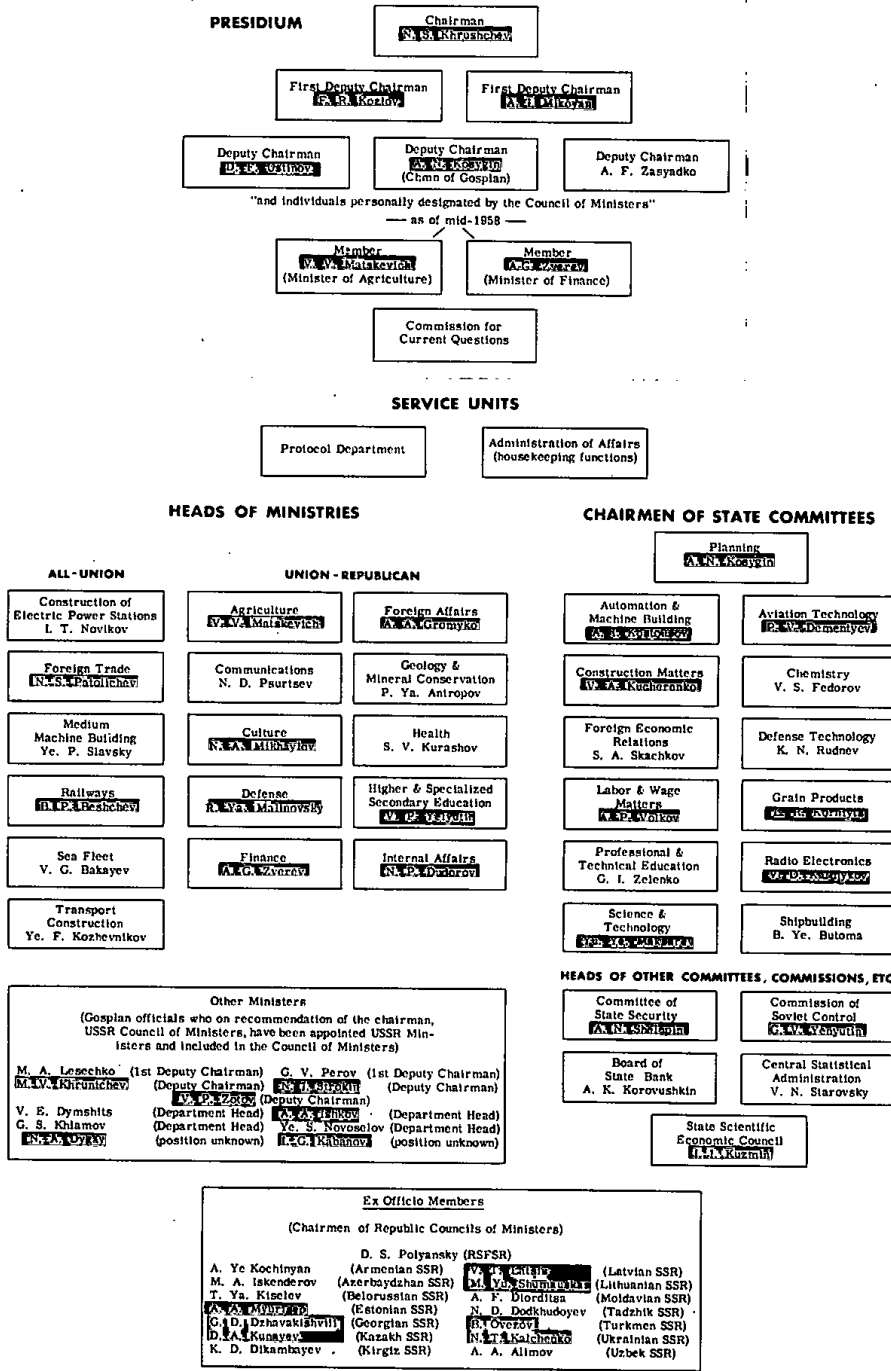 PRESIDIUM
Chairman
N. S. Khrushchev
First Deputy Chairman
F. R. Kozlov
First Deputy Chairman
A. I. Mikoyan
Deputy Chairman
D. F. Ustinov
Deputy Chairman
A. N. Kosygin
(Chmn of Gosplan)
Deputy Chairman
A. F. Zasyadko
"and individuals personally designated by the Council of Ministers"
— as of mid-1958 —
Member
V. V. Matskevich
(Minister of Agriculture)
Member
A. G. Zverev
(Minister of Finance)
Commission for
Current Questions
SERVICE UNITS
Protocol Department
Administration of Affairs
(housekeeping functions)
HEADS OF MINISTRIES
ALL-UNION
Construction of
Electric Power Stations
I. T. Novikov
Foreign Trade
N. S. Patolichev
Medium
Machine Building
Ye. P. Slavsky
Railways
B. P. Beshchev
Sea Fleet
V. G. Bakayev
Transport
Construction
Ye. F. Kozhevnikov
UNION-REPUBLICAN
Agriculture
V. V. Matskevich
Foreign Affairs
A. A. Gromyko
Communications
N. D. Psurtsev
Geology &
Mineral Conservation
P. Ya. Antropov
Culture
N. A. Mikhaylov
Health
S. V. Kurashov
Defense
R. Ya. Malinovsky
Higher & Specialized
Secondary Education
V. P. Yelyutin
Finance
A. G. Zverev
Internal Affairs
N. P. Dudorov
CHAIRMEN OF STATE COMMITTEES
Planning
A. N. Kosygin
Automation &
Machine Building
A. I. Kostousov
Aviation Technology
P. V. Dementyev
Construction Matters
V. A. Kucherenko
Chemistry
V. S. Fedorov
Foreign Economic
Relations
S. A. Skachkov
Defense Technology
K. N. Rudnev
Labor & Wage
Matters
A. P. Volkov
Grain Products
Professional &
Technical Education
G. I. Zelenko
Radio Electronics
V. D. Kalmykov
Science &
Technology
Shipbuilding
B. Ye. Butoma
HEADS OF OTHER COMMITTEES, COMMISSIONS, ETC
Committee of
State Security
A. N. Shelepin
Commission of
Soviet Control
G. V. Yenyutin
Board of
State Bank
A. K. Korovushkin
Central Statistical
Administration
V. N. Starovsky
State Scientific
Economic Council
I. I. Kuzmin
Other Ministers
(Gosplan officials who on recommendation of the chairman,
USSR Council of Ministers, have been appointed USSR Min-
isters and included in the Council of Ministers)
M. A. Lesechko (1st Deputy Chairman) G. V. Perov (1st Deputy Chairman)
M. V. Khrunichev (Deputy Chairman) N. I. Strokin (Deputy Chairman)
V. P. Zotov (Deputy Chairman)
V. E. Dymshits (Department Head) A. A. Ishkov (Department Head)
G. S. Khlamov (Department Head) Ye. S. Novoselov (Department Head)
N. A. Dygay (position unknown) I. G. Kabanov (position unknown)
Ex Officio Members
(Chairmen of Republic Councils of Ministers)
D. S. Polyansky (RSFSR)
A. Ye Kochinyan (Armenian SSR) (Latvian SSR)
M. A. Iskenderov (Azerbaydzhan SSR) M. Yu. Shumauskas (Lithuanian SSR)
T. Ya. Kiselev (Belorussian SSR) A. F. Diorditsa (Moldavian SSR)
A. A. Myurisep (Estonian SSR) N. D. Dodkhudoyev (Tadzhik SSR)
G. D. Dzhavakishvili (Georgian SSR) B. Ovezov (Turkmen SSR)
D. A. Kunayev (Kazakh SSR) N. T. Kalchenko (Ukrainian SSR)
K. D. Dikambayev (Kirgiz SSR) A. A. Alimov (Uzbek SSR)